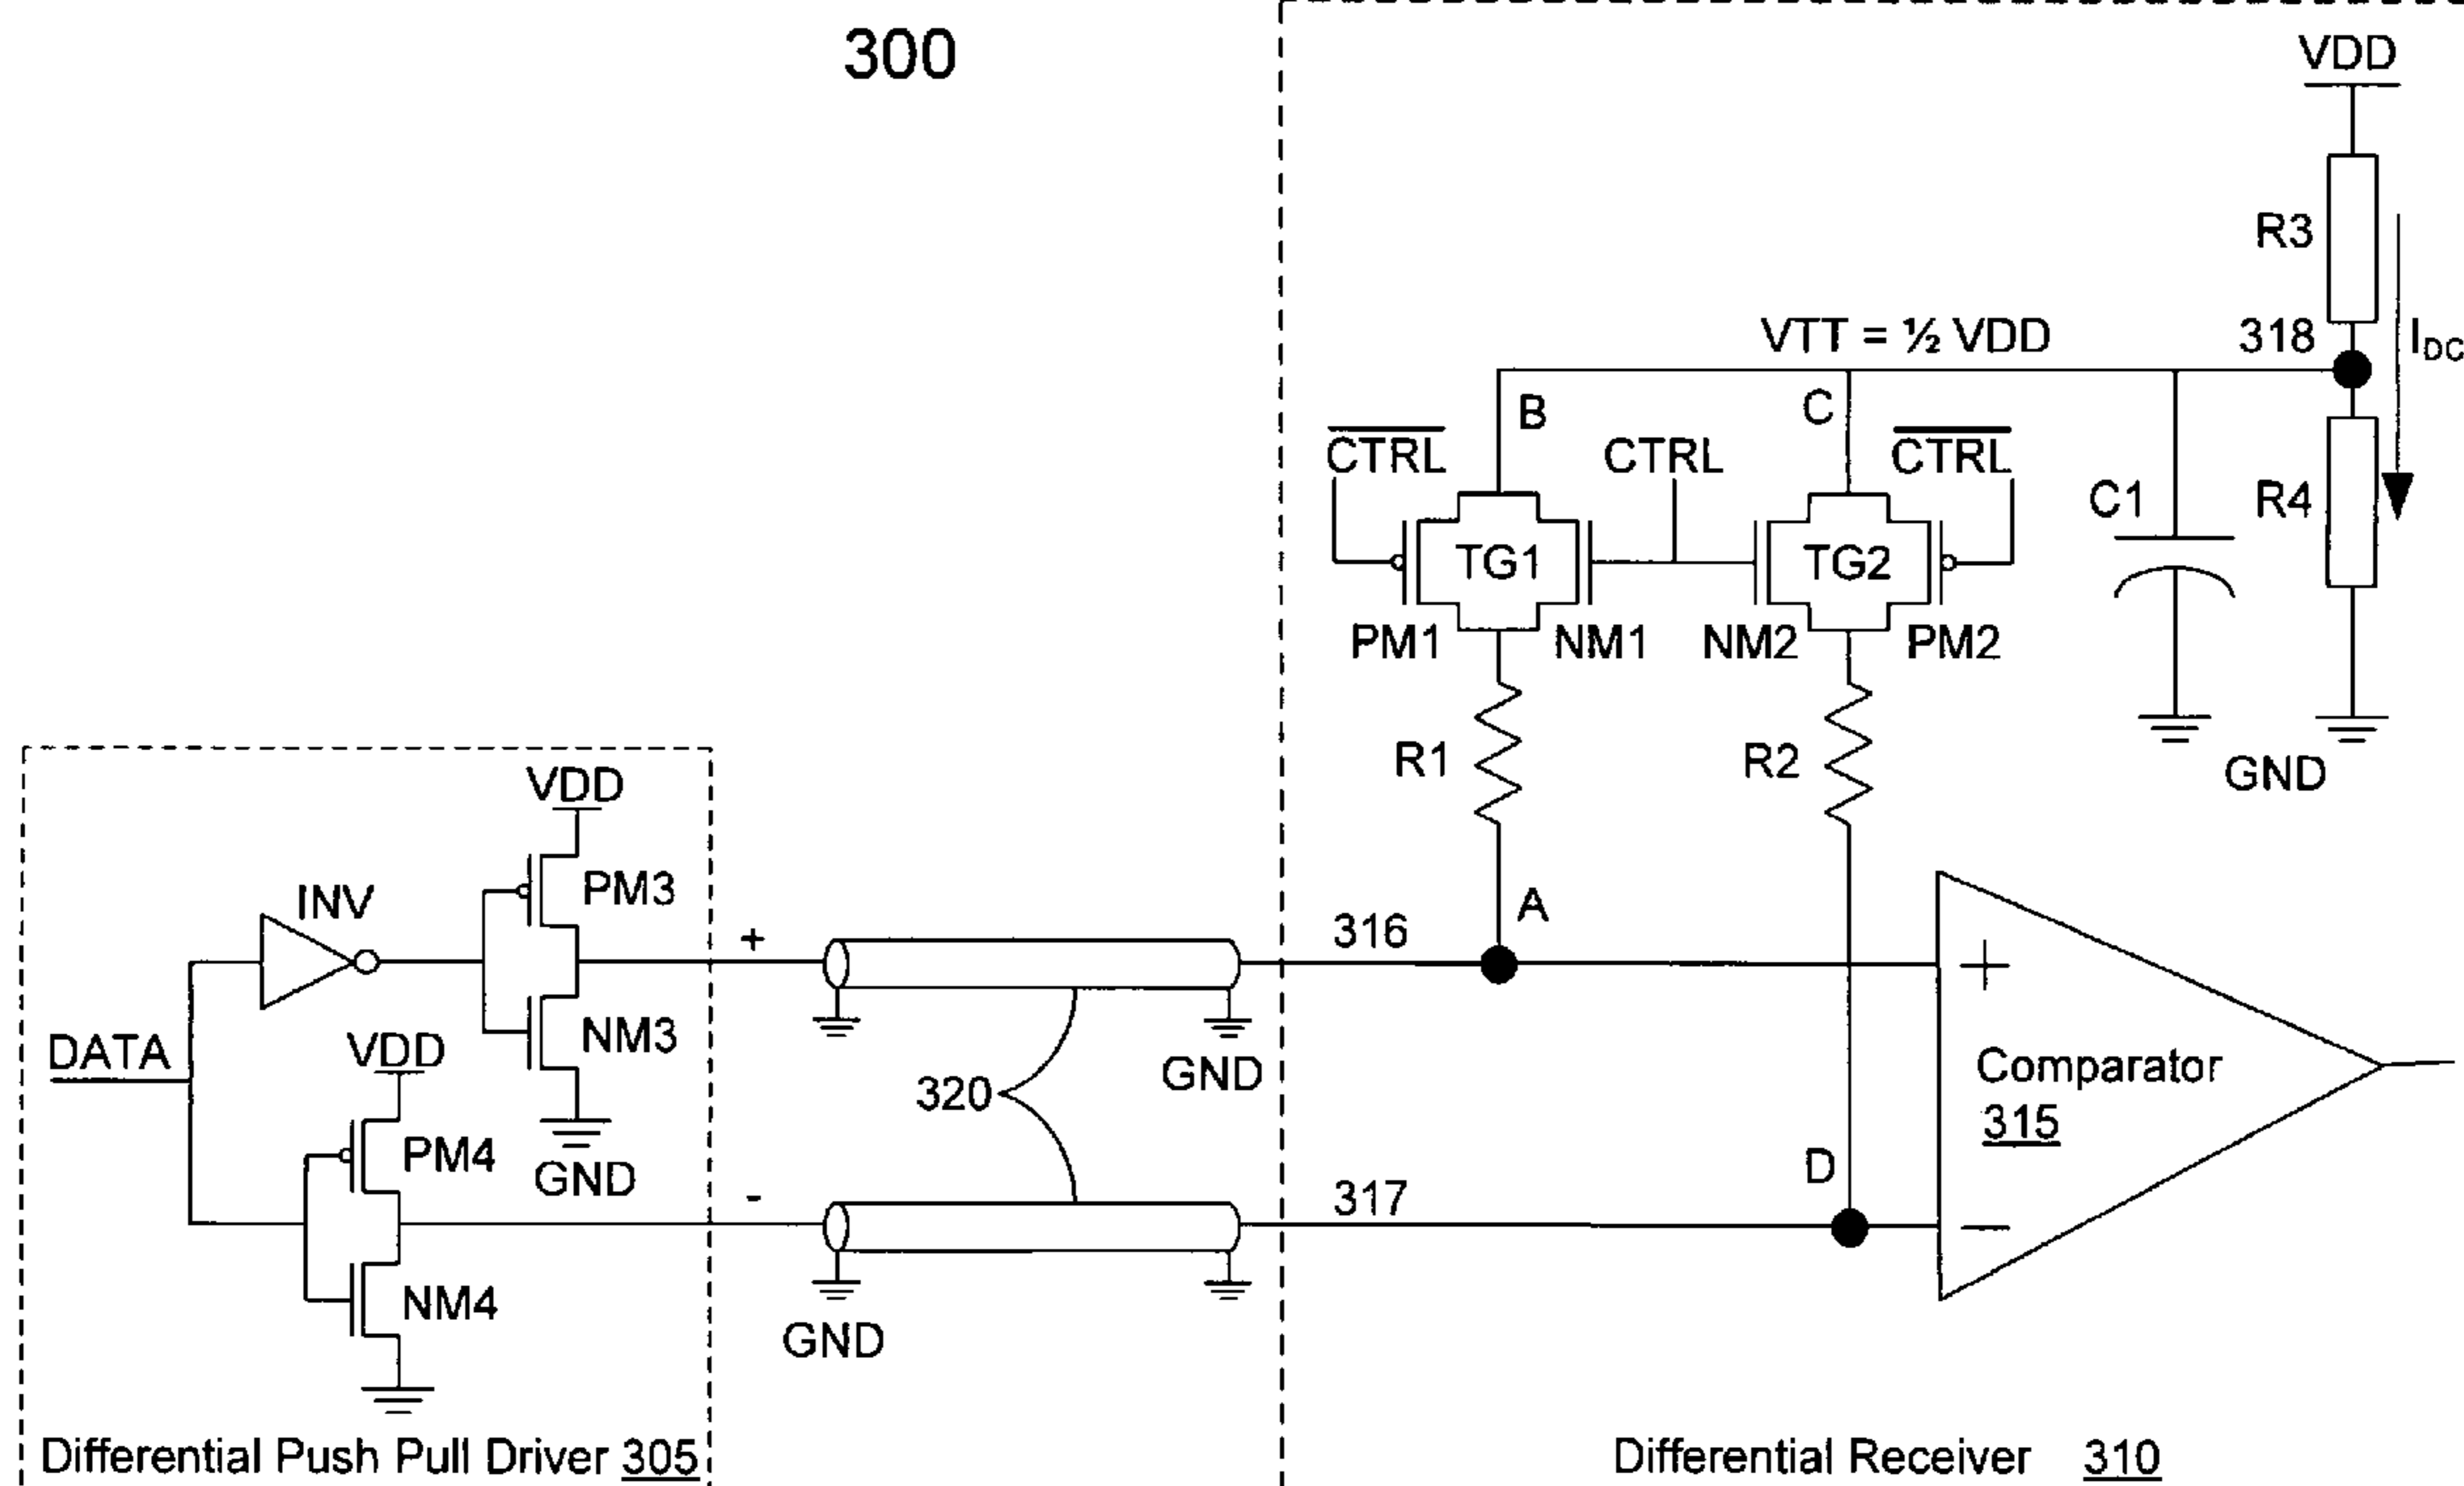 300
VDD
R3
VTT = ½ VDD
318
I_DC
B
C
CTRL
CTRL
CTRL
C1
R4
TG1
TG2
PM1
NM1
NM2
PM2
R1
R2
GND
VDD
INV
PM3
+
316
A
+
DATA
VDD
NM3
GND
320
Comparator
315
PM4
GND
-
317
D
−
NM4
GND
Differential Push Pull Driver 305
Differential Receiver 310